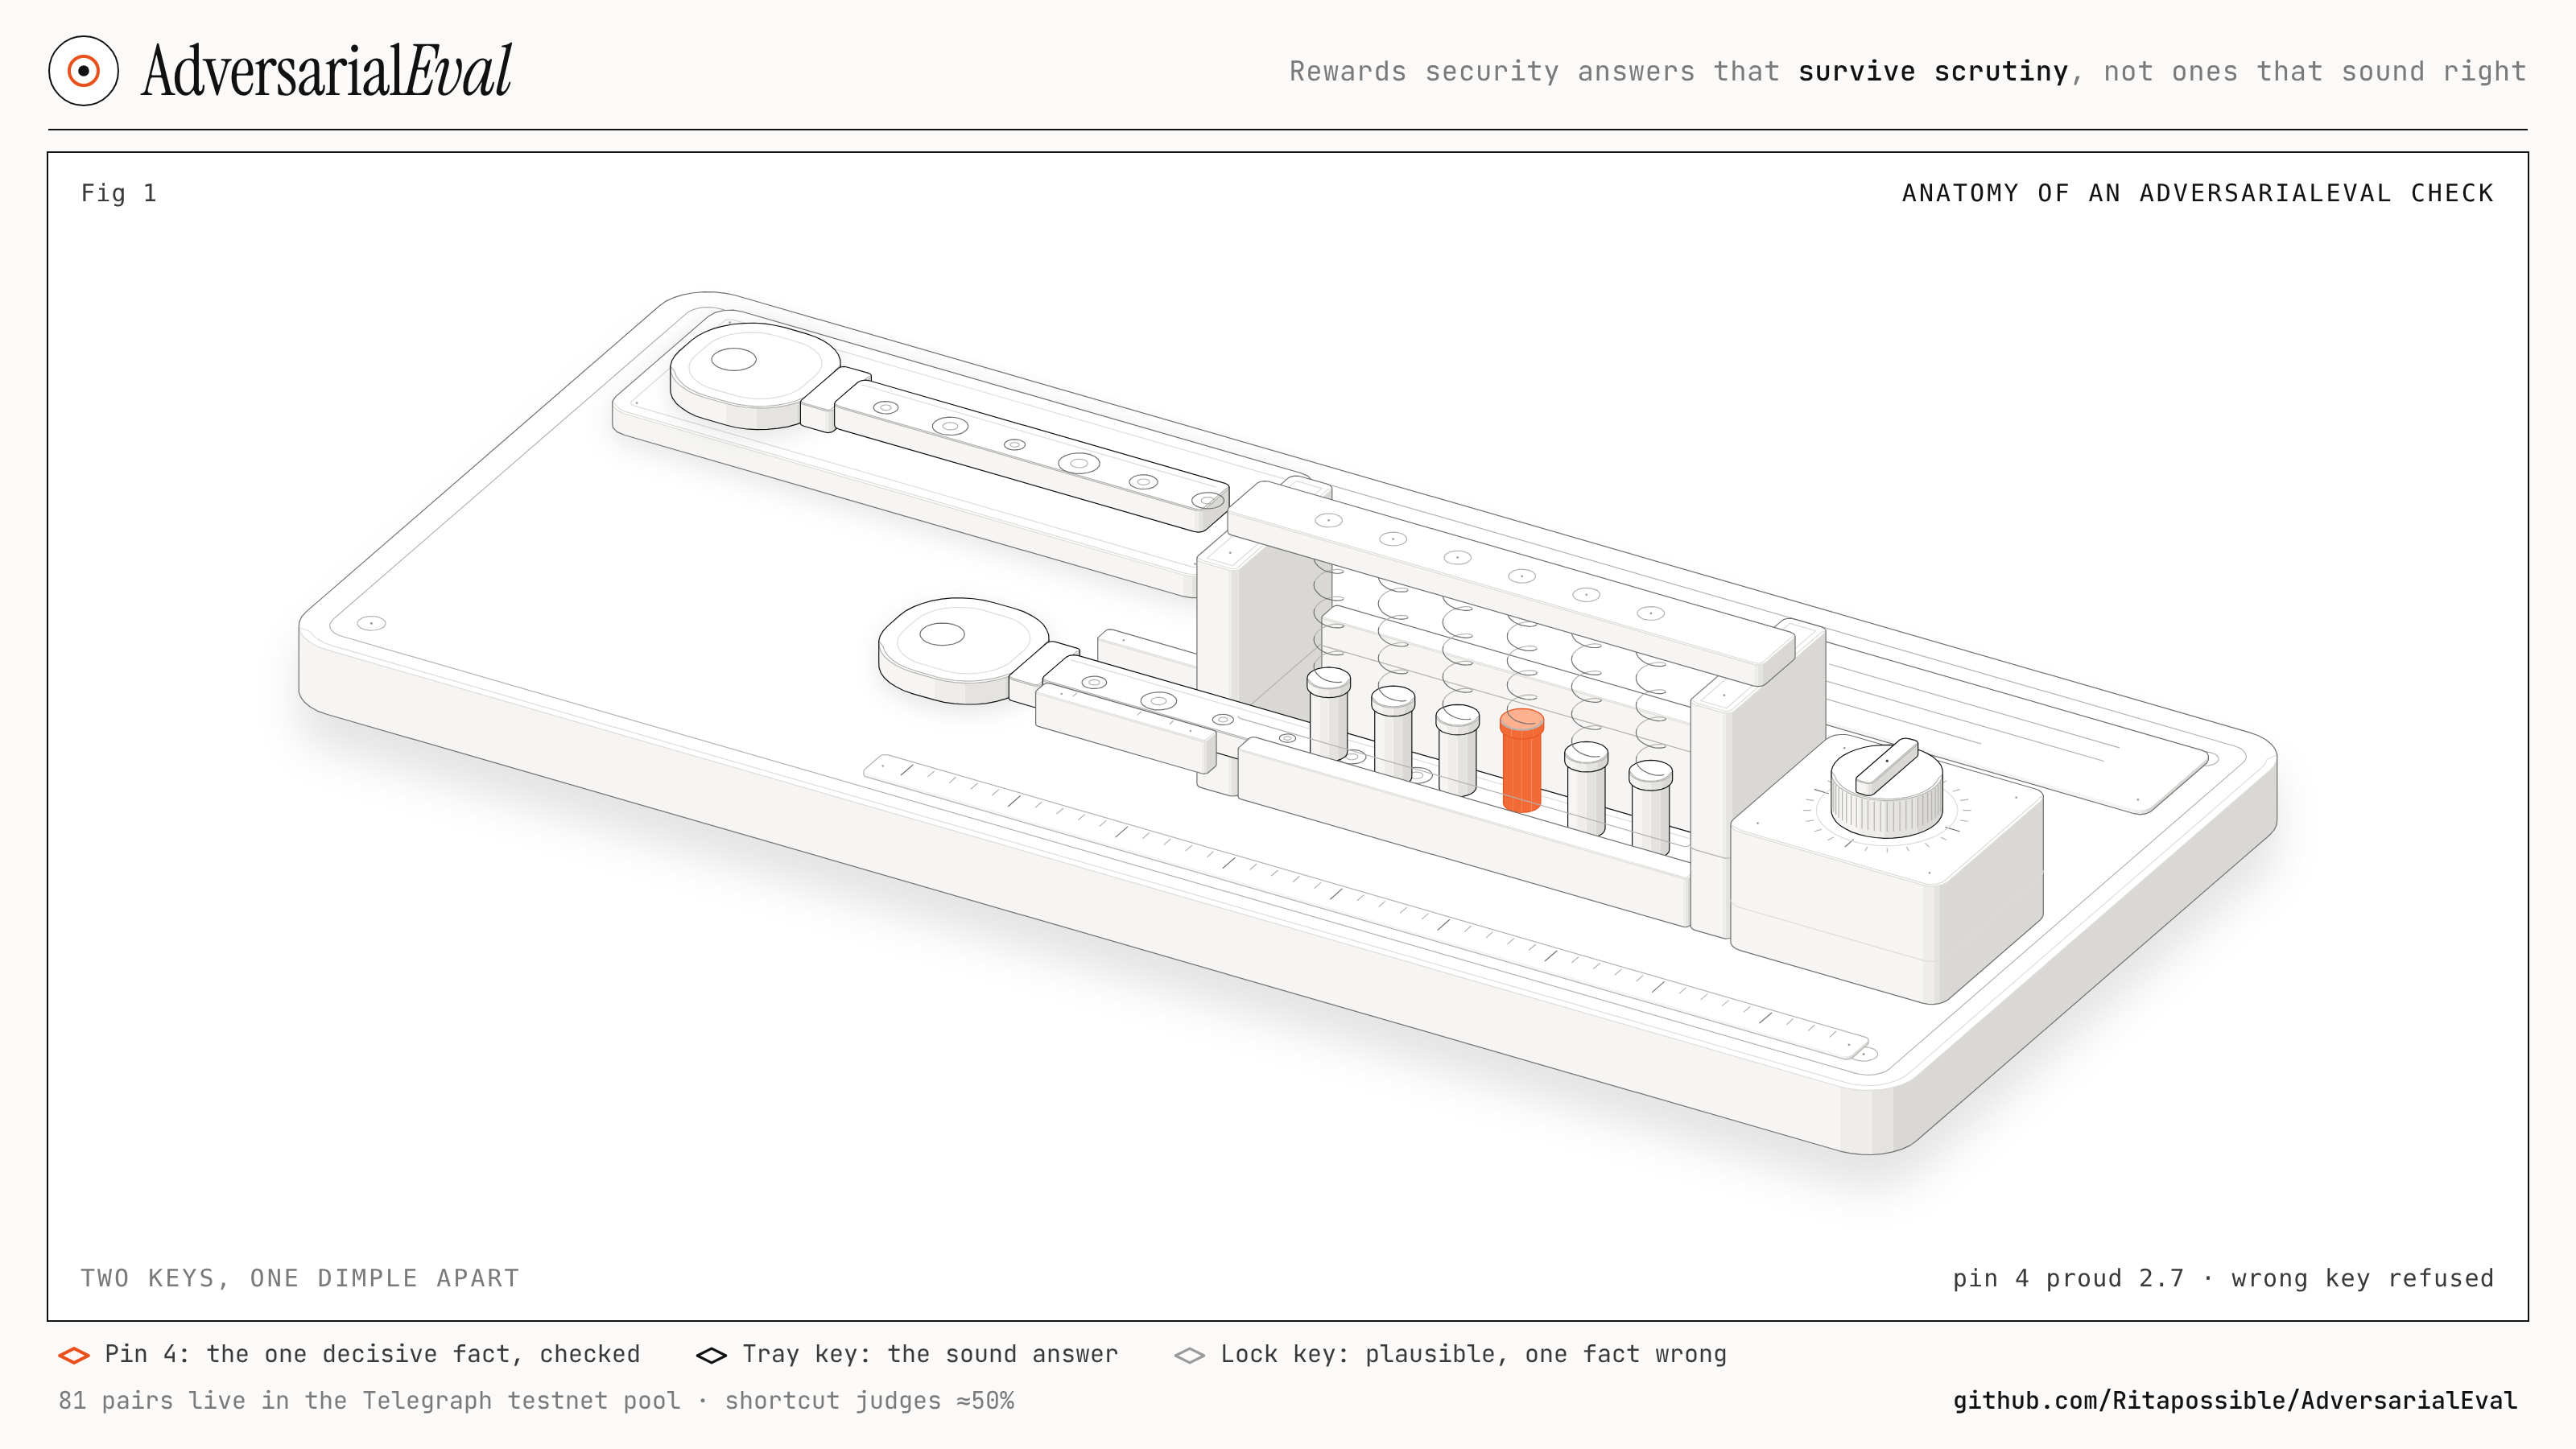 AdversarialEval
Rewards security answers that survive scrutiny, not ones that sound right
Fig 1
ANATOMY OF AN ADVERSARIALEVAL CHECK
TWO KEYS, ONE DIMPLE APART
pin 4 proud 2.7 · wrong key refused
Pin 4: the one decisive fact, checked
Tray key: the sound answer
Lock key: plausible, one fact wrong
81 pairs live in the Telegraph testnet pool · shortcut judges ≈50%
github.com/Ritapossible/AdversarialEval